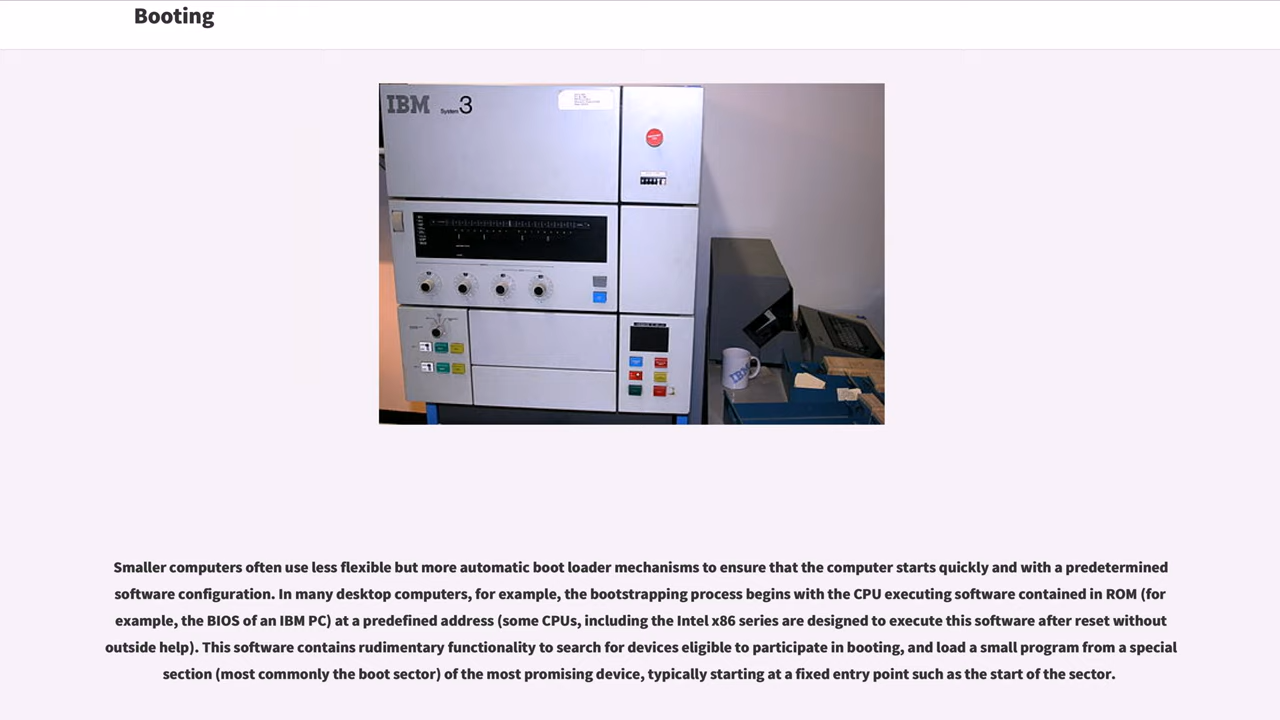 Booting
IBM System 3
IBM
Smaller computers often use less flexible but more automatic boot loader mechanisms to ensure that the computer starts quickly and with a predetermined
software configuration. In many desktop computers, for example, the bootstrapping process begins with the CPU executing software contained in ROM (for
example, the BIOS of an IBM PC) at a predefined address (some CPUs, including the Intel x86 series are designed to execute this software after reset without
outside help). This software contains rudimentary functionality to search for devices eligible to participate in booting, and load a small program from a special
section (most commonly the boot sector) of the most promising device, typically starting at a fixed entry point such as the start of the sector.